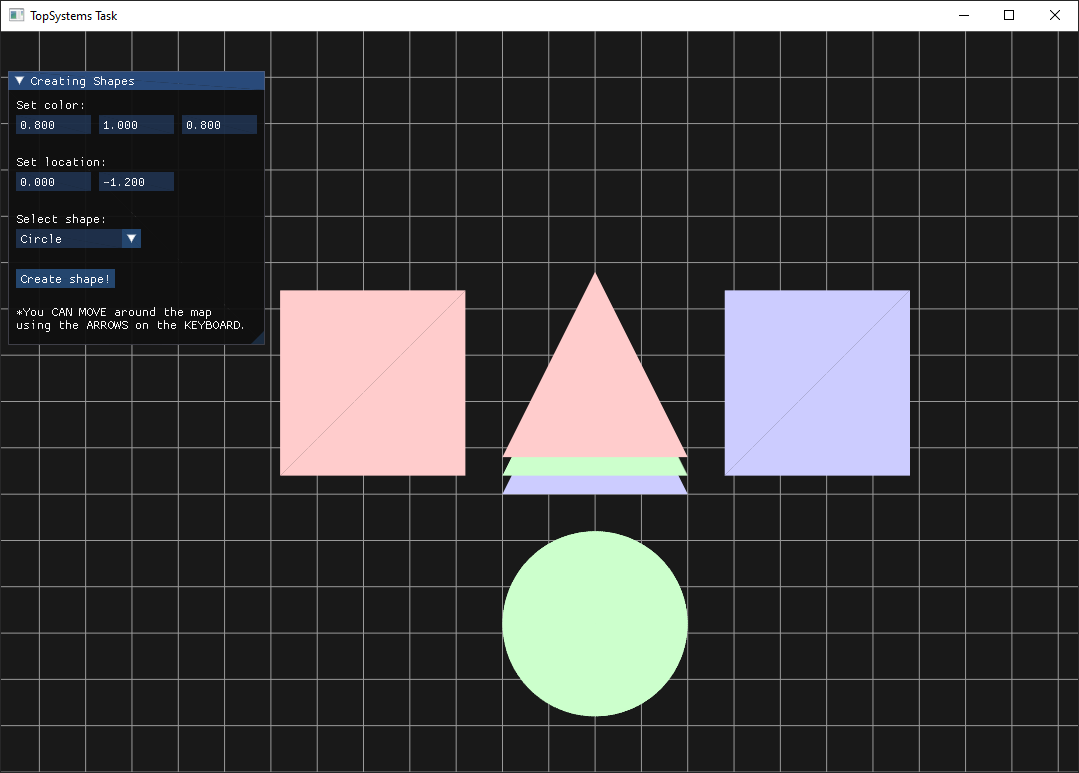 TopSystems Task
Creating Shapes
Set color:
0.800 1.000 0.800
Set location:
0.000 -1.200
Select shape:
Circle
Create shape!
*You CAN MOVE around the map
using the ARROWS on the KEYBOARD.